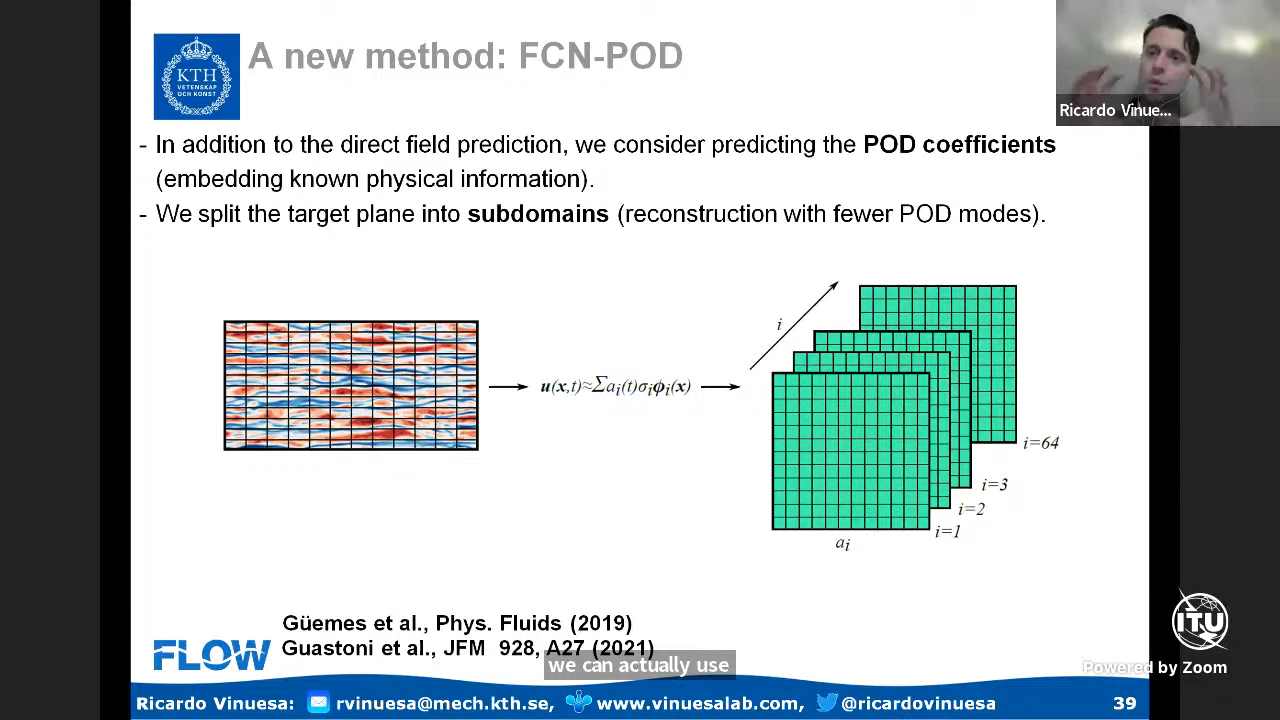 A new method: FCN-POD
KTH
VETENSKAP
OCH KONST
Ricardo Vinue...
- In addition to the direct field prediction, we consider predicting the POD coefficients
(embedding known physical information).
- We split the target plane into subdomains (reconstruction with fewer POD modes).
u(x,t)≈∑ai(t)σiϕi(x)
i
i=64
i=3
i=2
i=1
ai
Güemes et al., Phys. Fluids (2019)
Guastoni et al., JFM 928, A27 (2021)
FLOW
we can actually use
ITU
Powered by Zoom
Ricardo Vinuesa: rvinuesa@mech.kth.se, www.vinuesalab.com, @ricardovinuesa 39